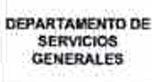 DEPARTAMENTO DE
SERVICIOS
GENERALES